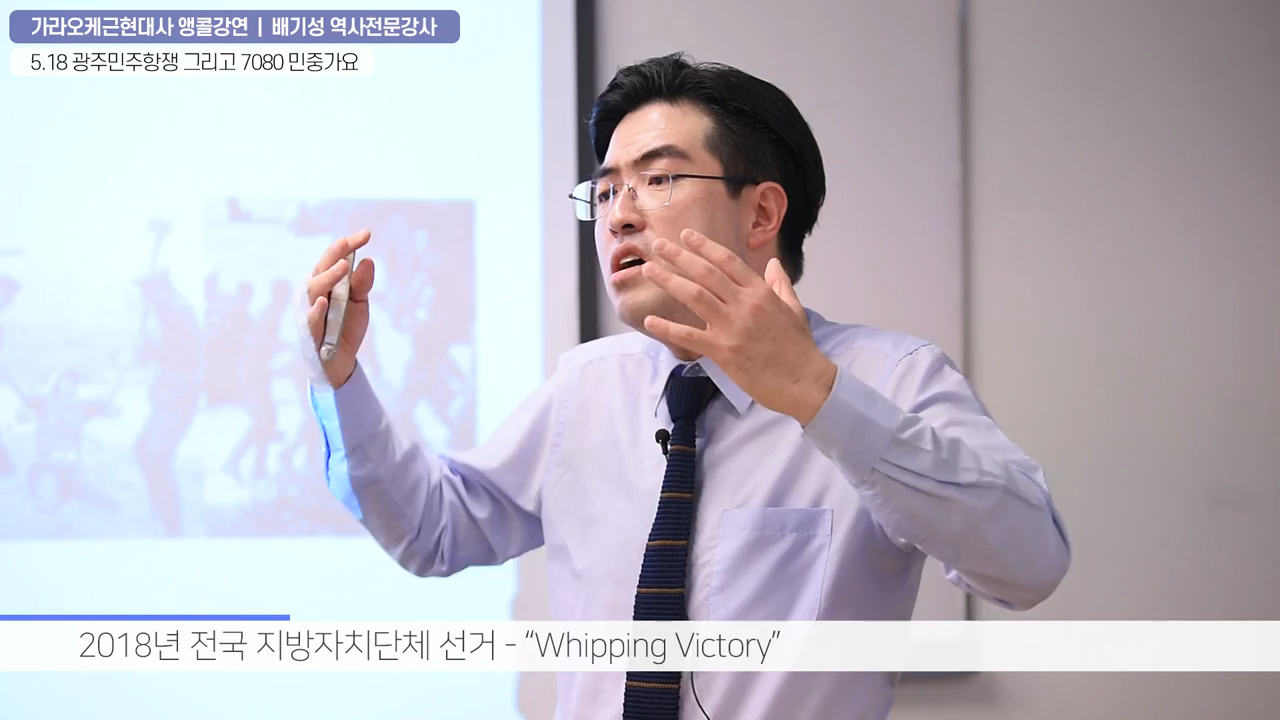 가라오케근현대사 앵콜강연 | 배기성 역사전문강사
5.18 광주민주항쟁 그리고 7080 민중가요
2018년 전국 지방자치단체 선거 - “Whipping Victory”